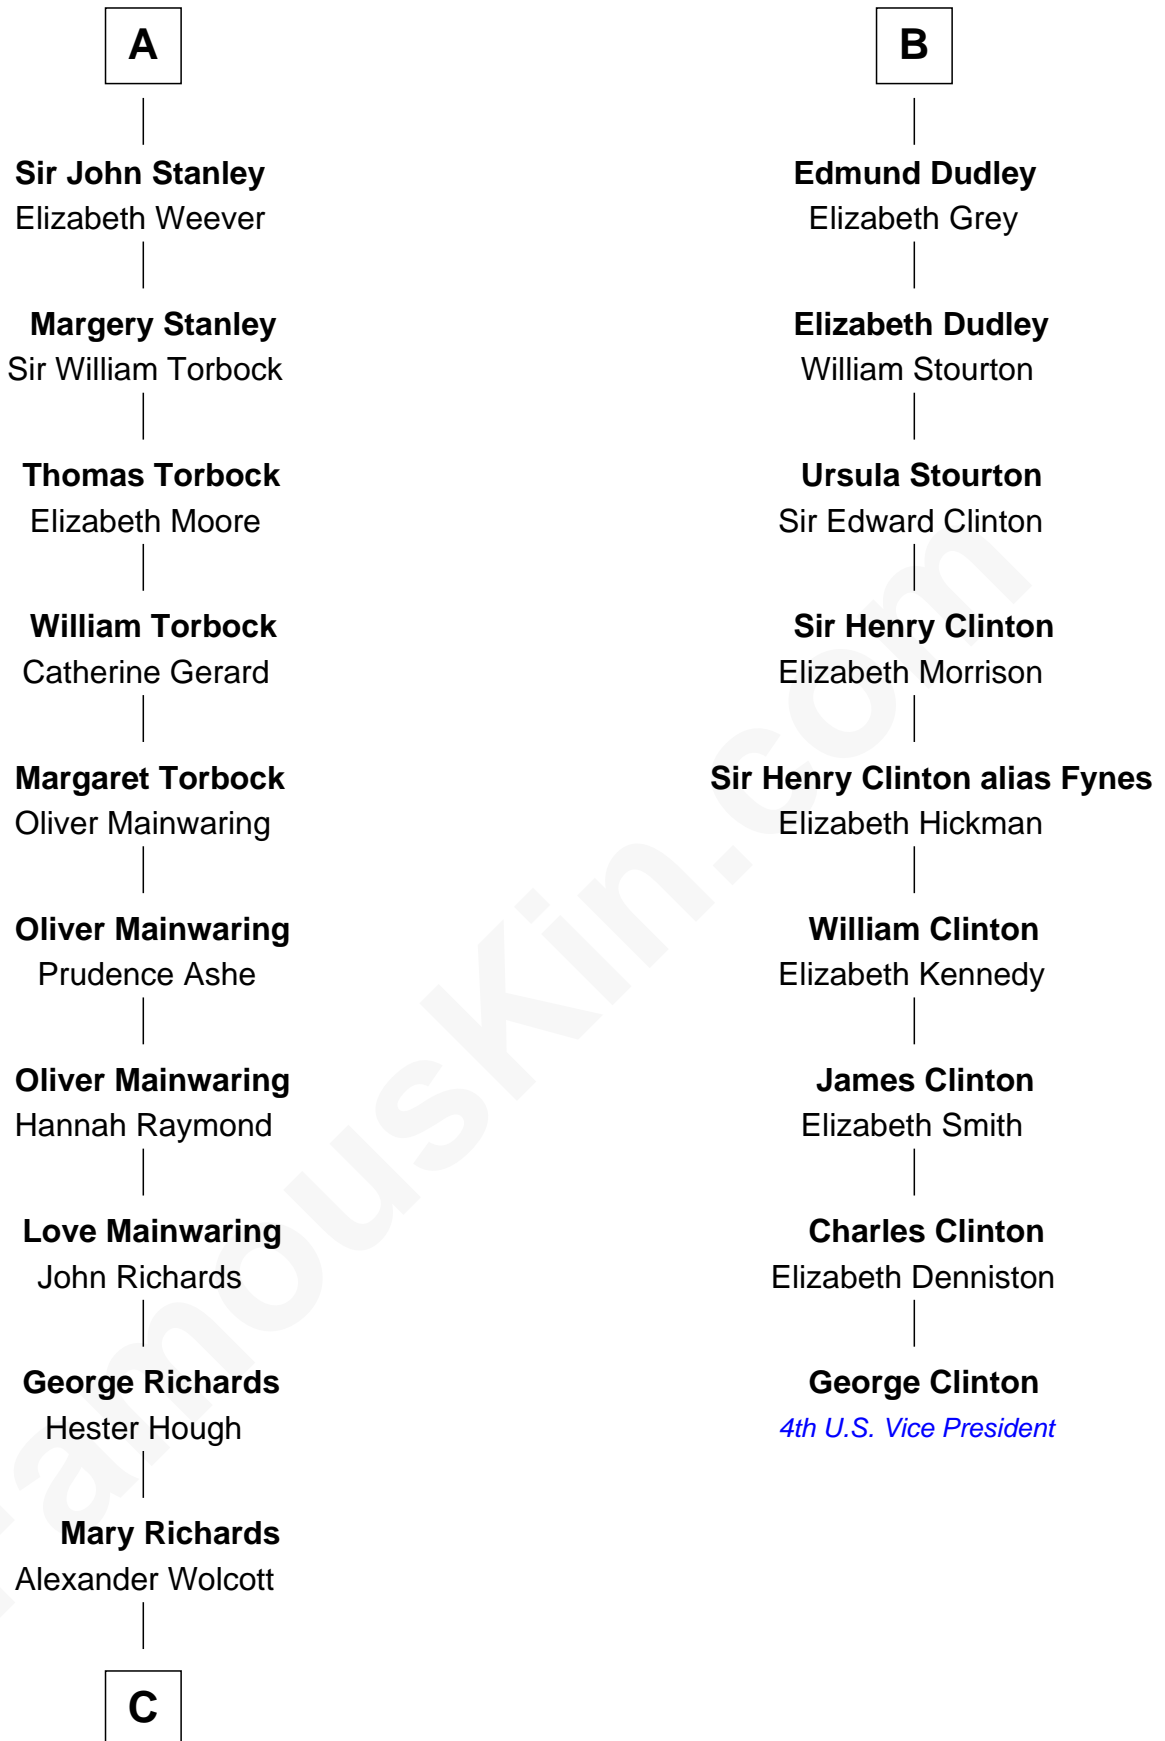 A
Sir John Stanley
Elizabeth Weever
Margery Stanley
Sir William Torbock
Thomas Torbock
Elizabeth Moore
William Torbock
Catherine Gerard
Margaret Torbock
Oliver Mainwaring
Oliver Mainwaring
Prudence Ashe
Oliver Mainwaring
Hannah Raymond
Love Mainwaring
John Richards
George Richards
Hester Hough
Mary Richards
Alexander Wolcott
C
B
Edmund Dudley
Elizabeth Grey
Elizabeth Dudley
William Stourton
Ursula Stourton
Sir Edward Clinton
Sir Henry Clinton
Elizabeth Morrison
Sir Henry Clinton alias Fynes
Elizabeth Hickman
William Clinton
Elizabeth Kennedy
James Clinton
Elizabeth Smith
Charles Clinton
Elizabeth Denniston
George Clinton
4th U.S. Vice President
FamousKin.com